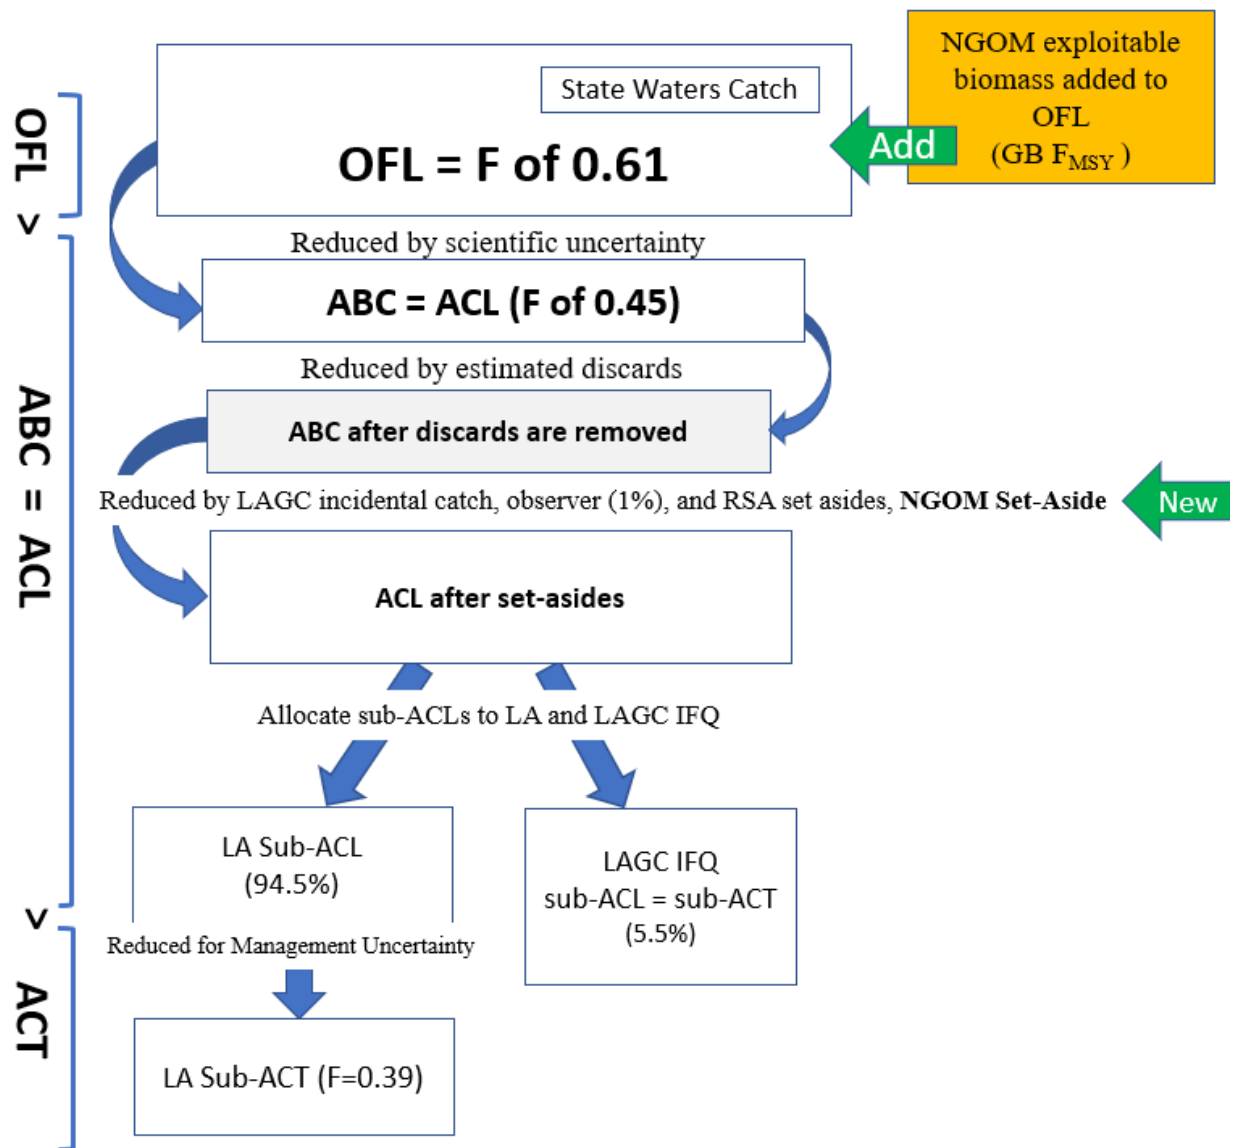 NGOM exploitable
biomass added to
OFL
(GB FMSY )
Add
State Waters Catch
OFL = F of 0.61
OFL >
Reduced by scientific uncertainty
ABC = ACL (F of 0.45)
Reduced by estimated discards
ABC after discards are removed
ABC = ACL >
Reduced by LAGC incidental catch, observer (1%), and RSA set asides, NGOM Set-Aside
New
ACL after set-asides
Allocate sub-ACLs to LA and LAGC IFQ
LA Sub-ACL
(94.5%)
LAGC IFQ
sub-ACL = sub-ACT
(5.5%)
Reduced for Management Uncertainty
ACT
LA Sub-ACT (F=0.39)